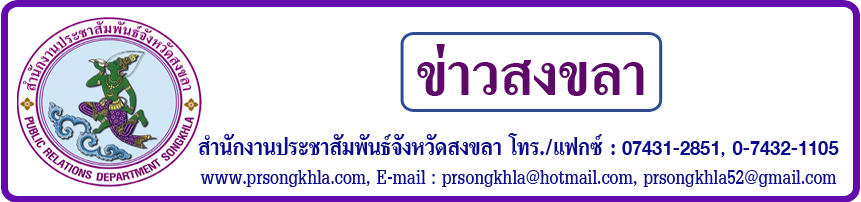 สำนักงานประชาสัมพันธ์จังหวัดสงขลา
PUBLIC RELATIONS DEPARTMENT SONGKHLA
ข่าวสงขลา
สำนักงานประชาสัมพันธ์จังหวัดสงขลา โทร./แฟกซ์ : 07431-2851, 0-7432-1105
www.prsongkhla.com, E-mail : prsongkhla@hotmail.com, prsongkhla52@gmail.com